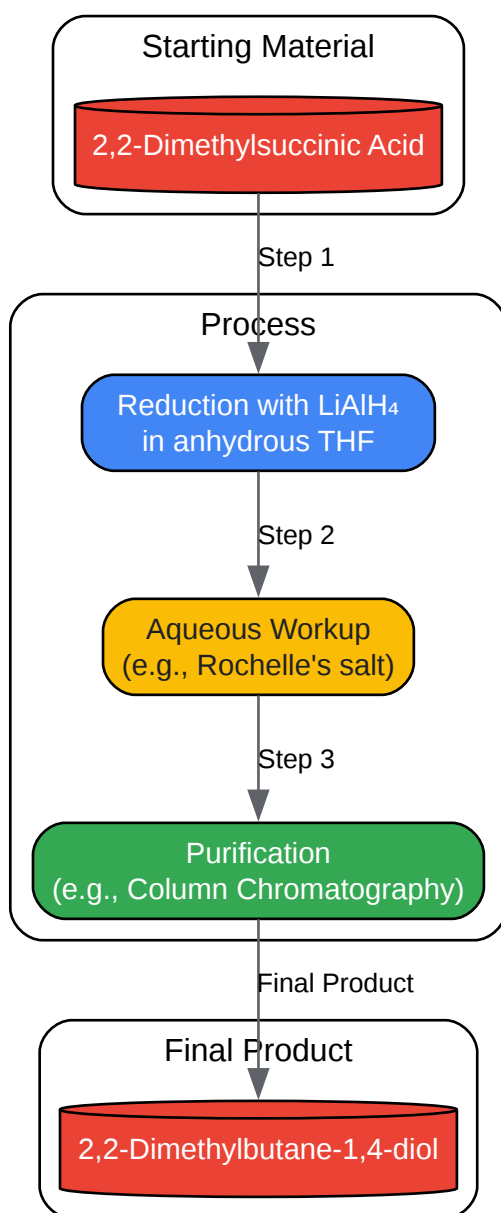 Starting Material
2,2-Dimethylsuccinic Acid
Step 1
Process
Reduction with LiAlH₄
in anhydrous THF
Step 2
Aqueous Workup
(e.g., Rochelle's salt)
Step 3
Purification
(e.g., Column Chromatography)
Final Product
Final Product
2,2-Dimethylbutane-1,4-diol